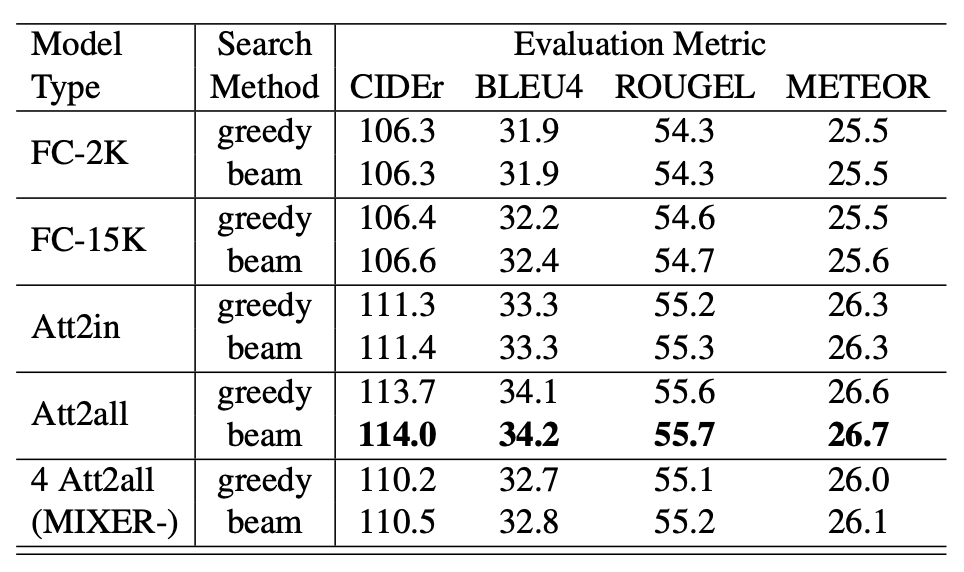 Model Search Evaluation Metric
Type Method CIDEr BLEU4 ROUGEL METEOR
FC-2K greedy 106.3 31.9 54.3 25.5
beam 106.3 31.9 54.3 25.5
FC-15K greedy 106.4 32.2 54.6 25.5
beam 106.6 32.4 54.7 25.6
Att2in greedy 111.3 33.3 55.2 26.3
beam 111.4 33.3 55.3 26.3
Att2all greedy 113.7 34.1 55.6 26.6
beam 114.0 34.2 55.7 26.7
4 Att2all greedy 110.2 32.7 55.1 26.0
(MIXER-) beam 110.5 32.8 55.2 26.1